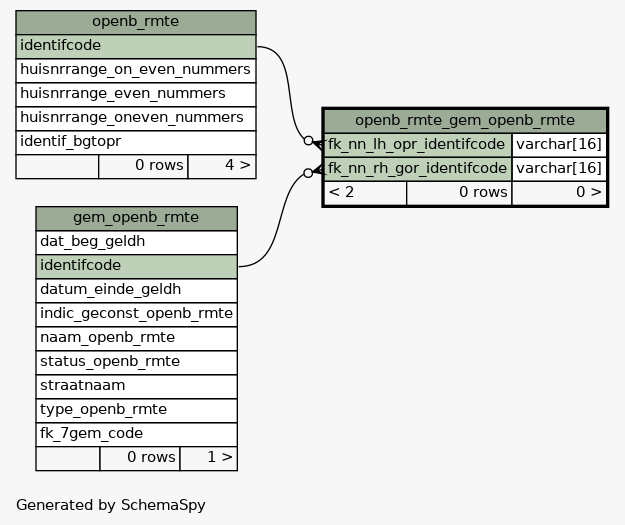 openb_rmte
identifcode
huisnrrange_on_even_nummers
huisnrrange_even_nummers
huisnrrange_oneven_nummers
identif_bgtopr
0 rows 4 >
openb_rmte_gem_openb_rmte
fk_nn_lh_opr_identifcode varchar[16]
fk_nn_rh_gor_identifcode varchar[16]
< 2 0 rows 0 >
gem_openb_rmte
dat_beg_geldh
identifcode
datum_einde_geldh
indic_geconst_openb_rmte
naam_openb_rmte
status_openb_rmte
straatnaam
type_openb_rmte
fk_7gem_code
0 rows 1 >
Generated by SchemaSpy